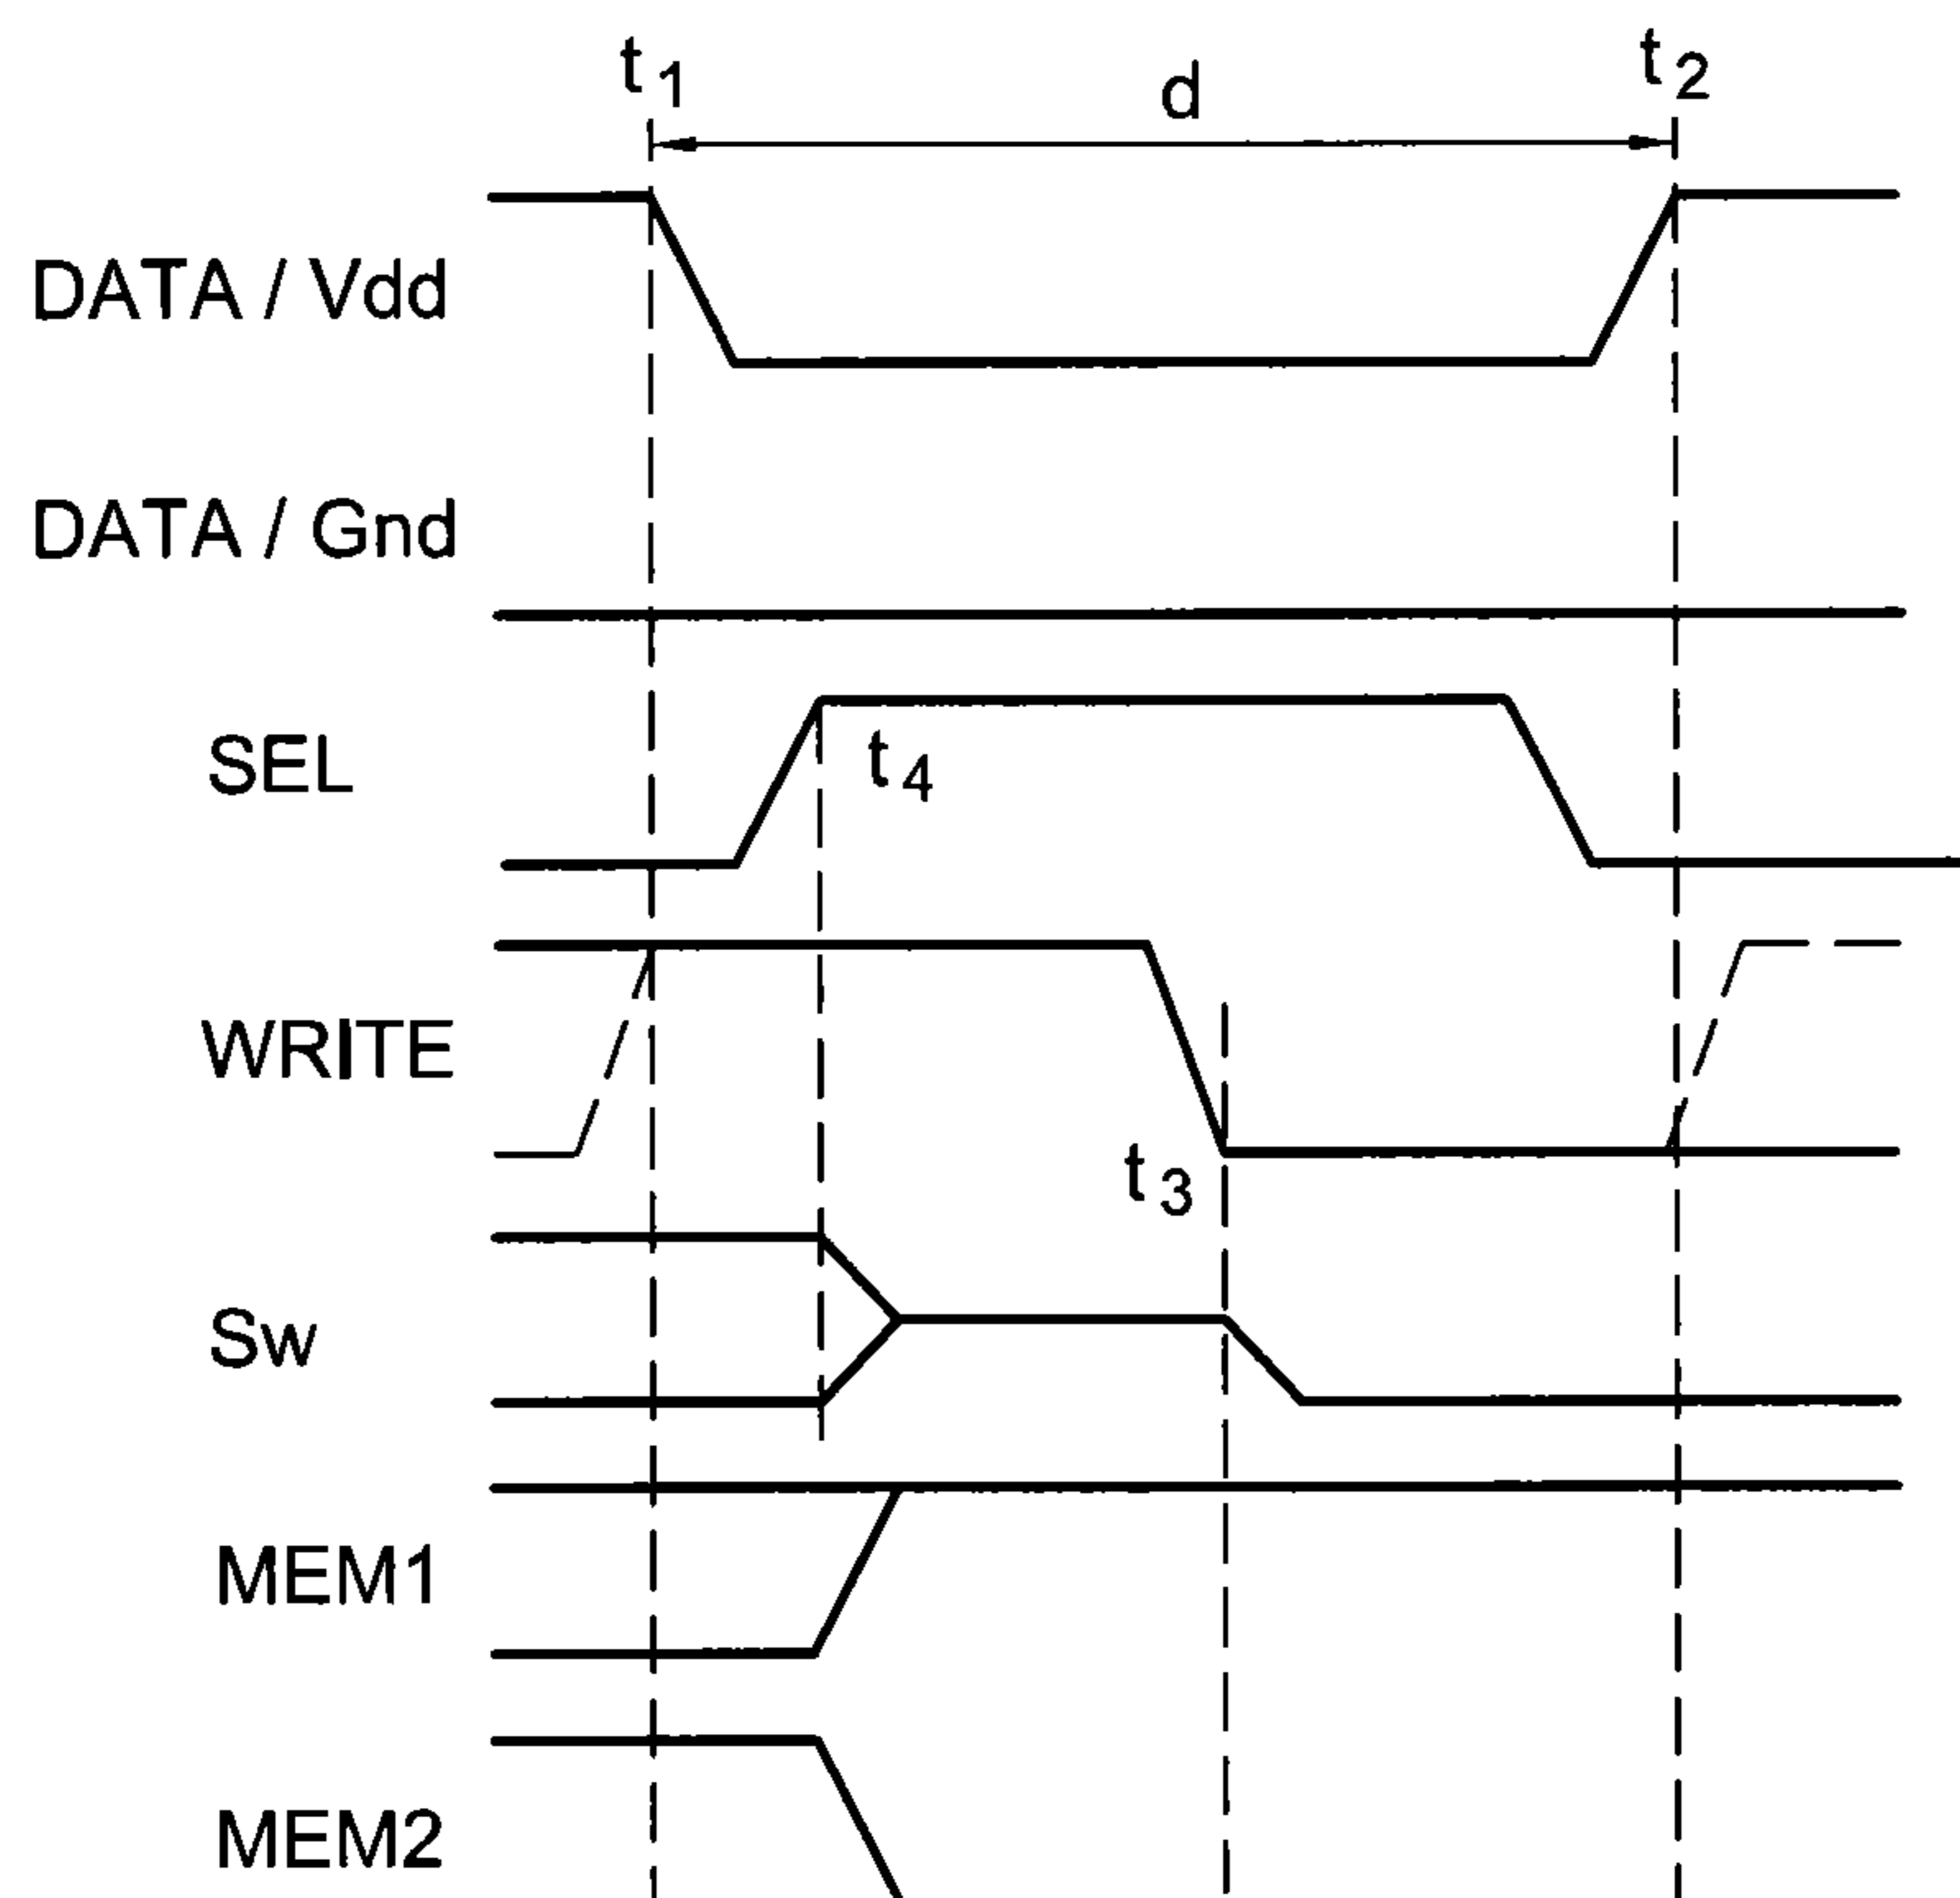 t1 d t2
DATA / Vdd
DATA / Gnd
SEL
t4
WRITE
t3
Sw
MEM1
MEM2